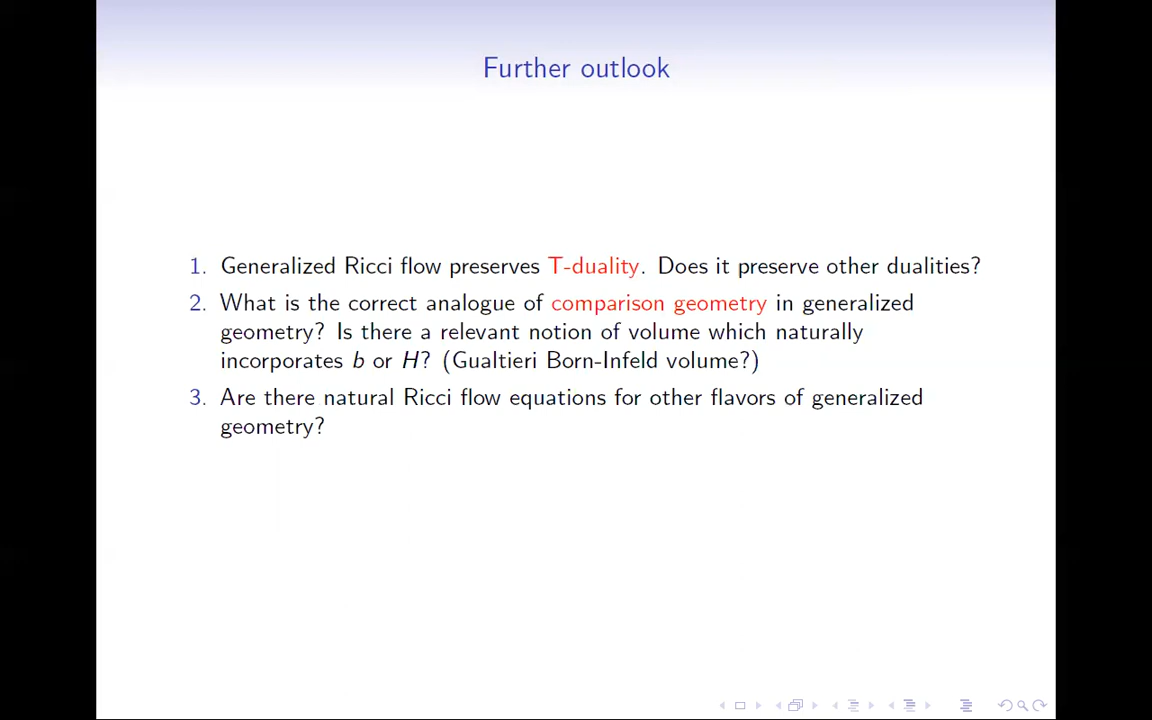 Further outlook
1. Generalized Ricci flow preserves T-duality. Does it preserve other dualities?
2. What is the correct analogue of comparison geometry in generalized
geometry? Is there a relevant notion of volume which naturally
incorporates b or H? (Gualtieri Born-Infeld volume?)
3. Are there natural Ricci flow equations for other flavors of generalized
geometry?